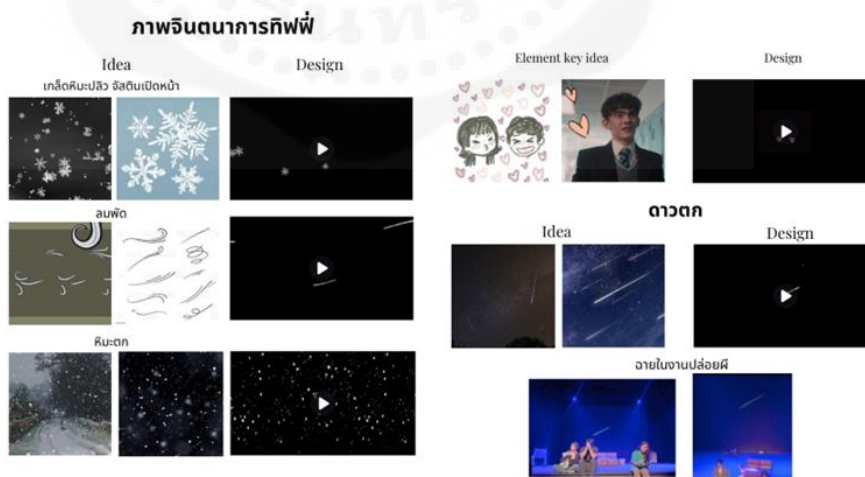 ภาพจินตนาการทิฟฟี่
Idea
Design
เกล็ดหิมะปลิว จัสตินเปิดหน้า
ลมพัด
หิมะตก
Element key idea
Design
ดาวตก
Idea
Design
ฉายในงานปล่อยผี